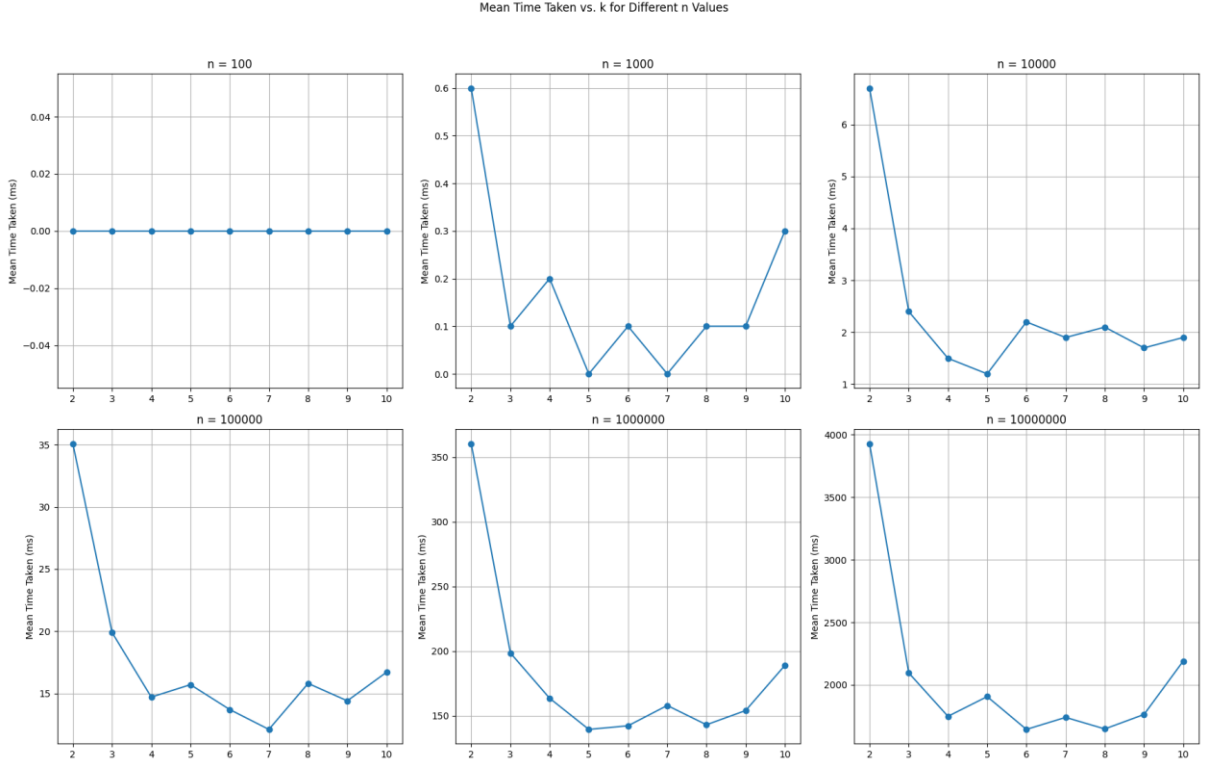 Mean Time Taken vs. k for Different n Values
n = 100
Mean Time Taken (ms)
0.04
0.02
0.00
−0.02
−0.04
2 3 4 5 6 7 8 9 10
n = 1000
Mean Time Taken (ms)
0.6
0.5
0.4
0.3
0.2
0.1
0.0
2 3 4 5 6 7 8 9 10
n = 10000
Mean Time Taken (ms)
6
5
4
3
2
1
2 3 4 5 6 7 8 9 10
n = 100000
Mean Time Taken (ms)
35
30
25
20
15
2 3 4 5 6 7 8 9 10
n = 1000000
Mean Time Taken (ms)
350
300
250
200
150
2 3 4 5 6 7 8 9 10
n = 10000000
Mean Time Taken (ms)
4000
3500
3000
2500
2000
2 3 4 5 6 7 8 9 10